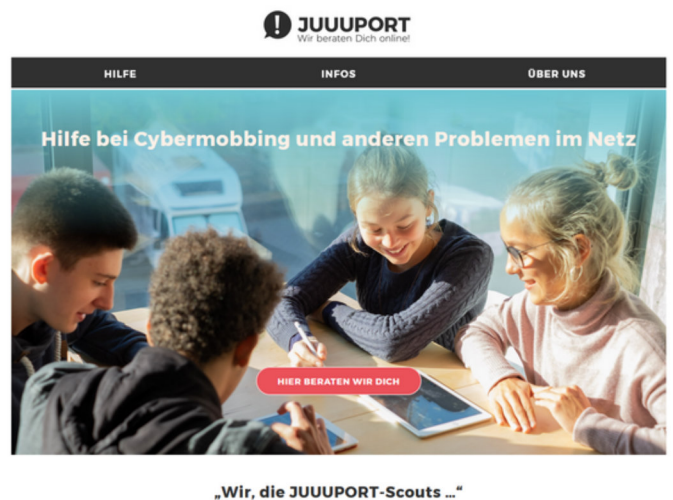 JUUUPORT
Wir beraten Dich online!
HILFE
INFOS
ÜBER UNS
Hilfe bei Cybermobbing und anderen Problemen im Netz
HIER BERATEN WIR DICH
„Wir, die JUUUPORT-Scouts ...“